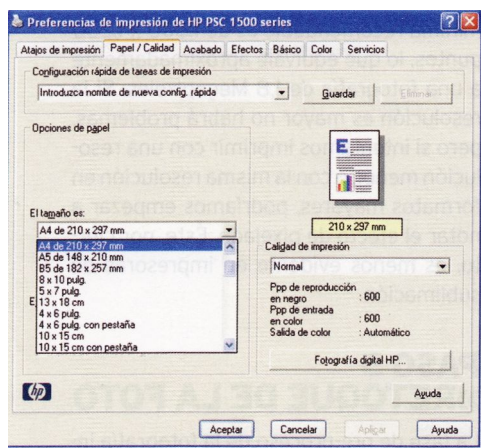 Preferencias de impresión de HP PSC 1500 series
Atajos de impresión Papel / Calidad Acabado Efectos Básico Color Servicios
Configuración rápida de tareas de impresión
Introduzca nombre de nueva config. rápida
Guardar Eliminar
Opciones de papel
E
El tamaño es:
A4 de 210 x 297 mm
A4 de 210 x 297 mm
A5 de 148 x 210 mm
B5 de 182 x 257 mm
8 x 10 pulg.
5 x 7 pulg.
E 13 x 18 cm
4 x 6 pulg.
4 x 6 pulg. con pestaña
10 x 15 cm
10 x 15 cm con pestaña
210 x 297 mm
Calidad de impresión
Normal
Ppp de reproducción
en negro : 600
Ppp de entrada
en color : 600
Salida de color : Automático
Fotografía digital HP...
hp
Ayuda
Aceptar Cancelar Aplicar Ayuda